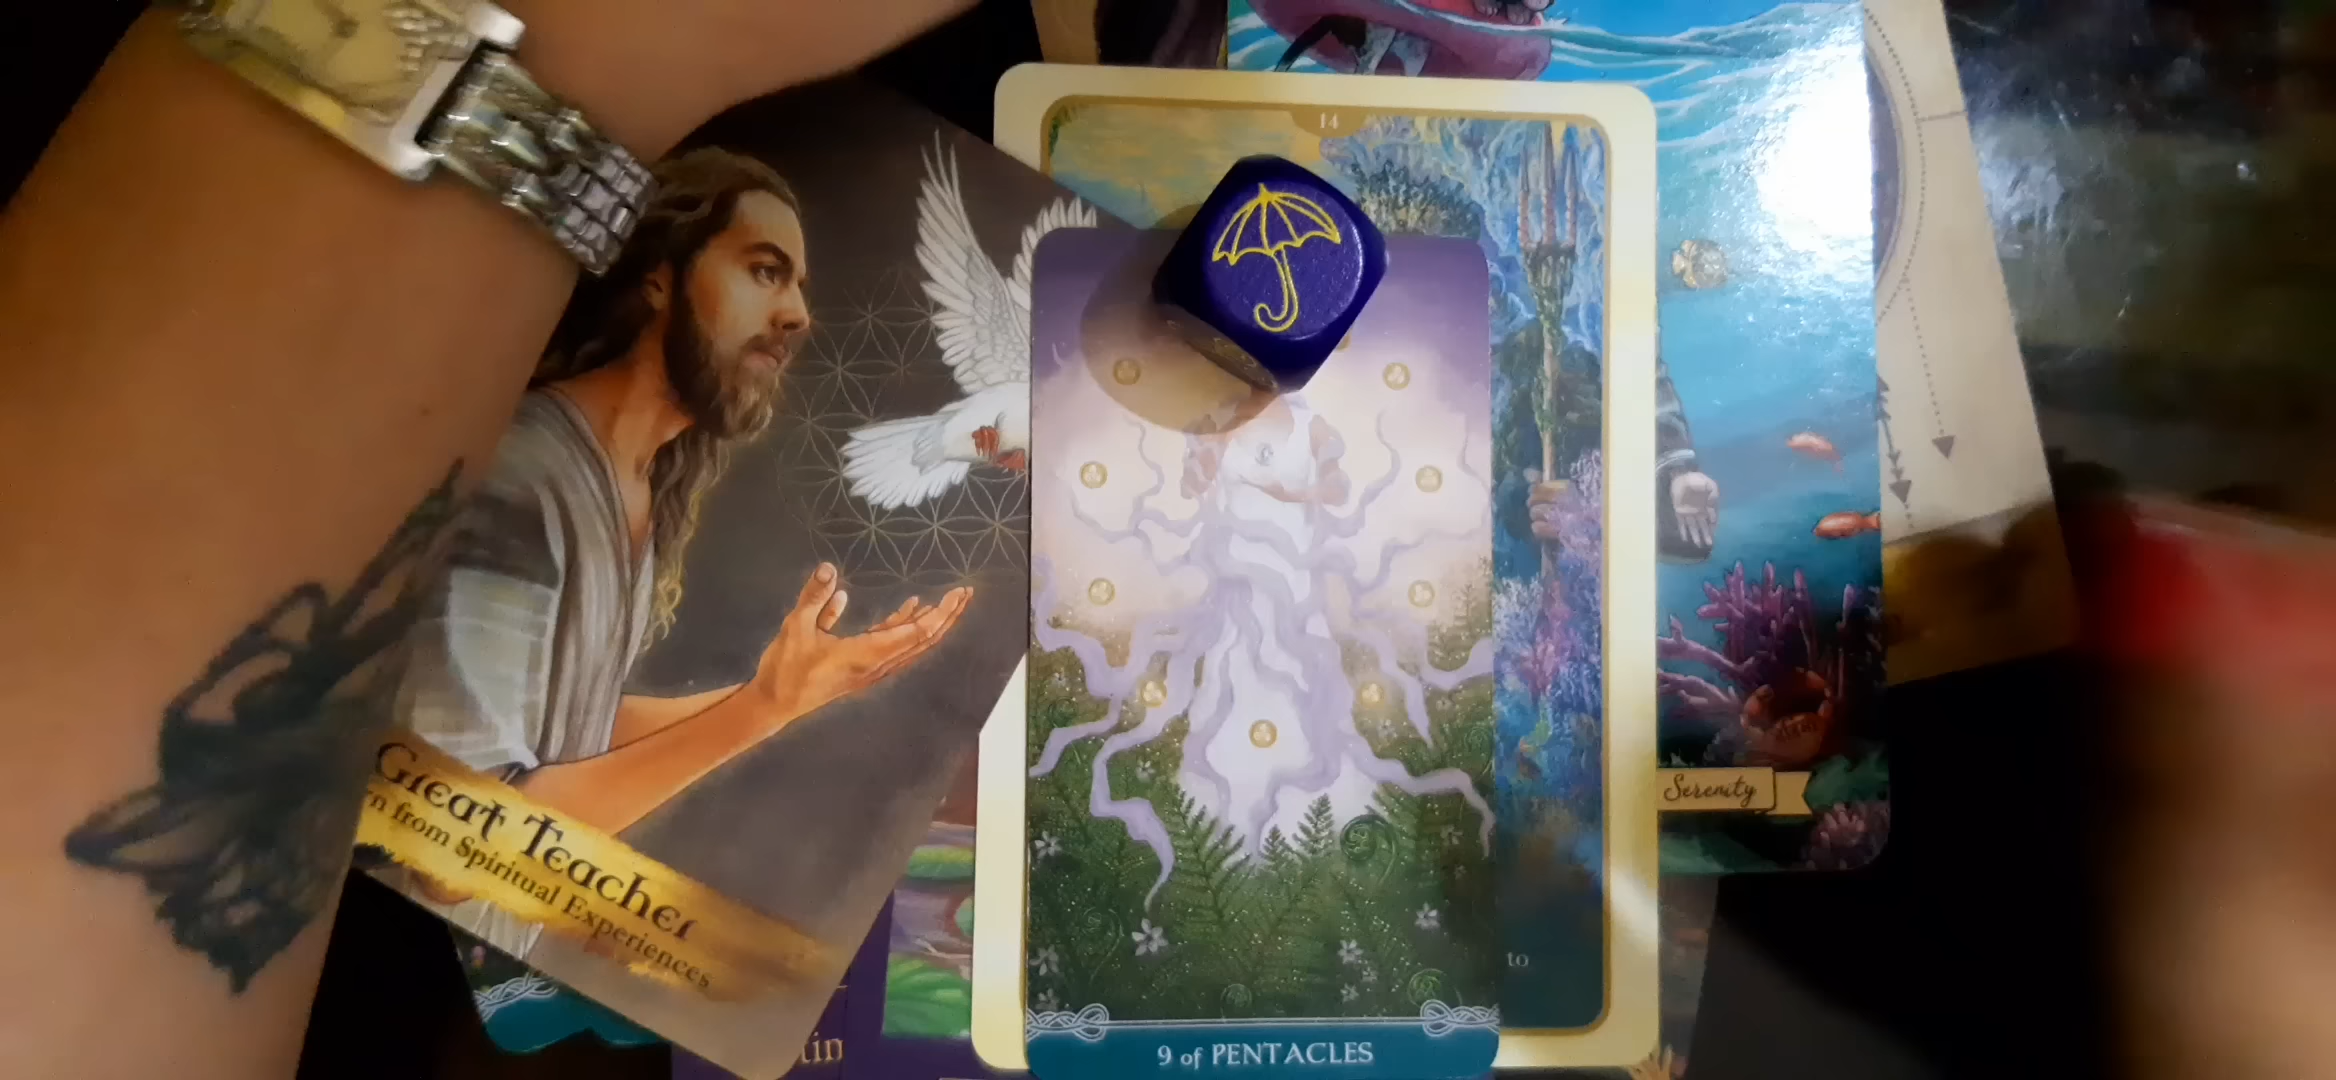 14
Great Teacher
from Spiritual Experiences
Serenity
to
9 of PENTACLES